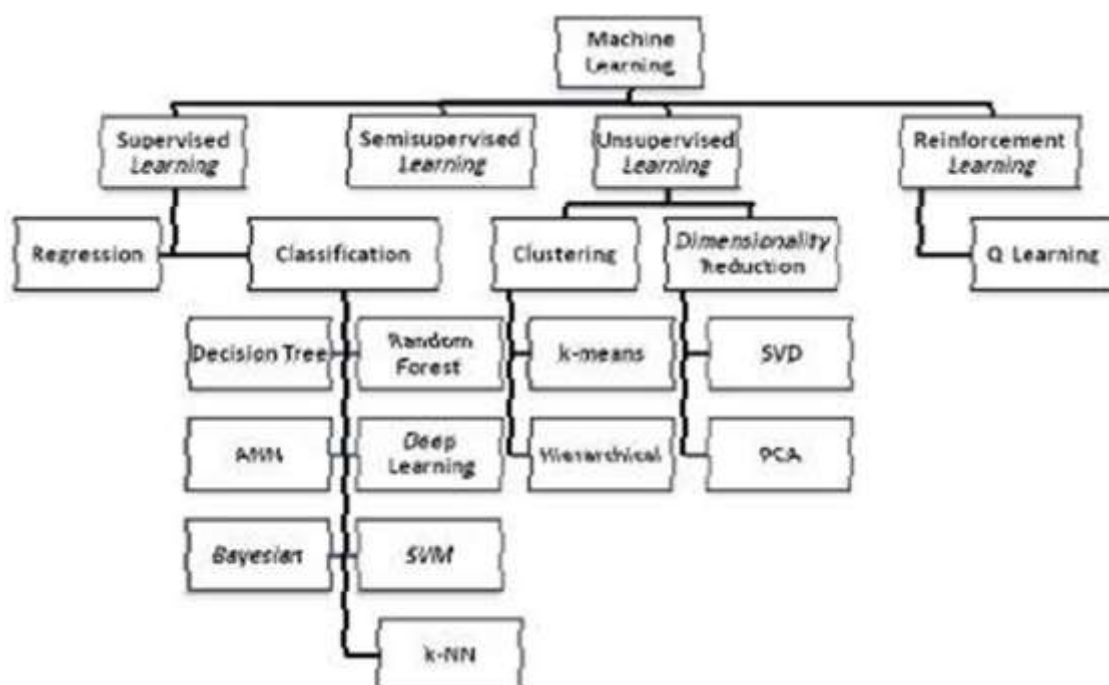 Machine
Learning
Supervised
Learning
Semisupervised
Learning
Unsupervised
Learning
Reinforcement
Learning
Regression
Classification
Clustering
Dimensionality
Reduction
Q Learning
Decision Tree
Random
Forest
k-means
SVD
ANN
Deep
Learning
Hierarchical
PCA
Bayesian
SVM
k-NN